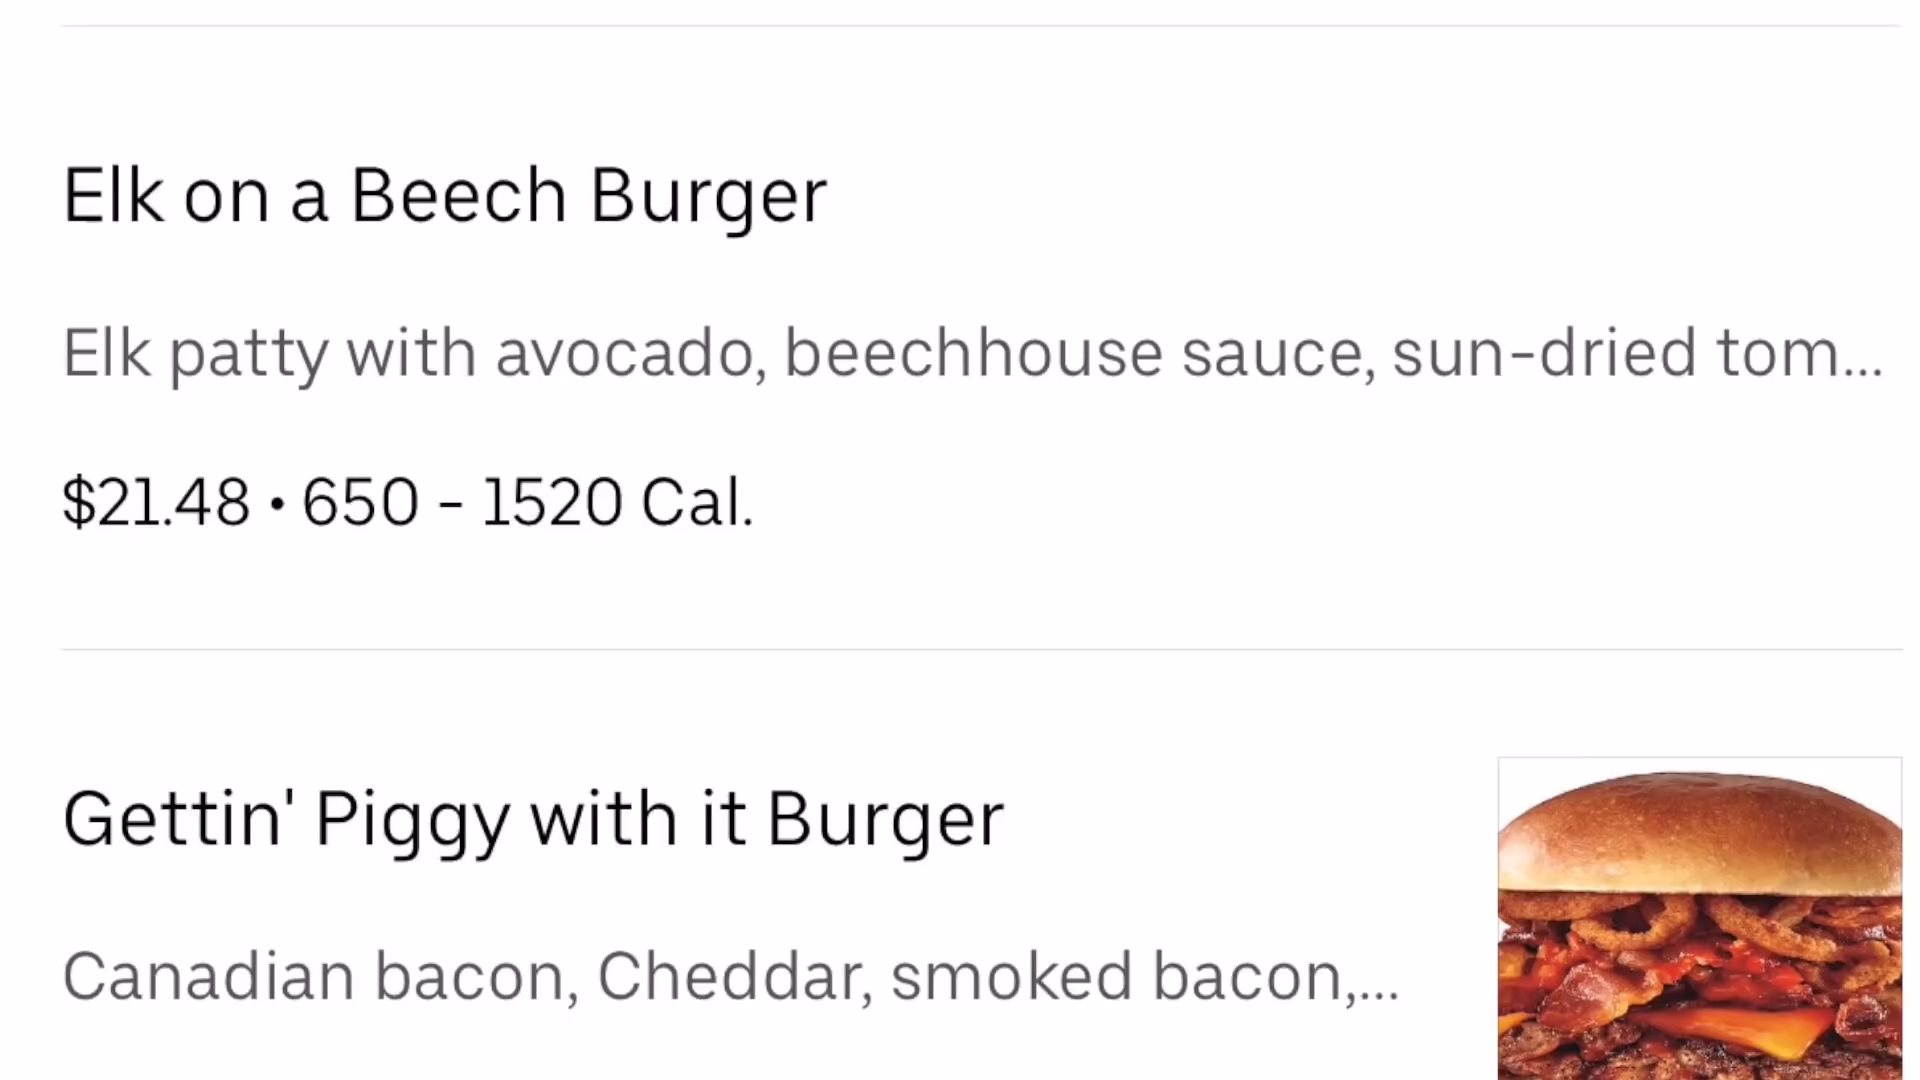 Elk on a Beech Burger
Elk patty with avocado, beechhouse sauce, sun-dried tom...
$21.48 • 650 - 1520 Cal.
Gettin' Piggy with it Burger
Canadian bacon, Cheddar, smoked bacon,...